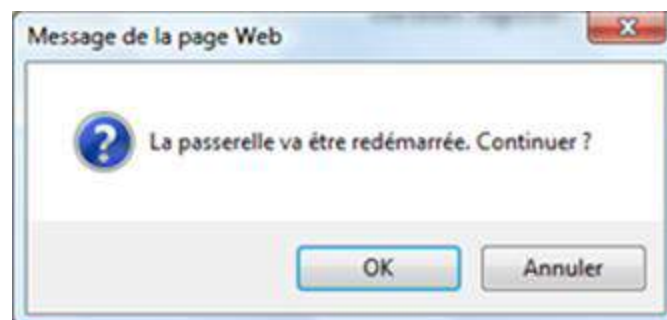 Message de la page Web
La passerelle va être redémarrée. Continuer ?
OK
Annuler